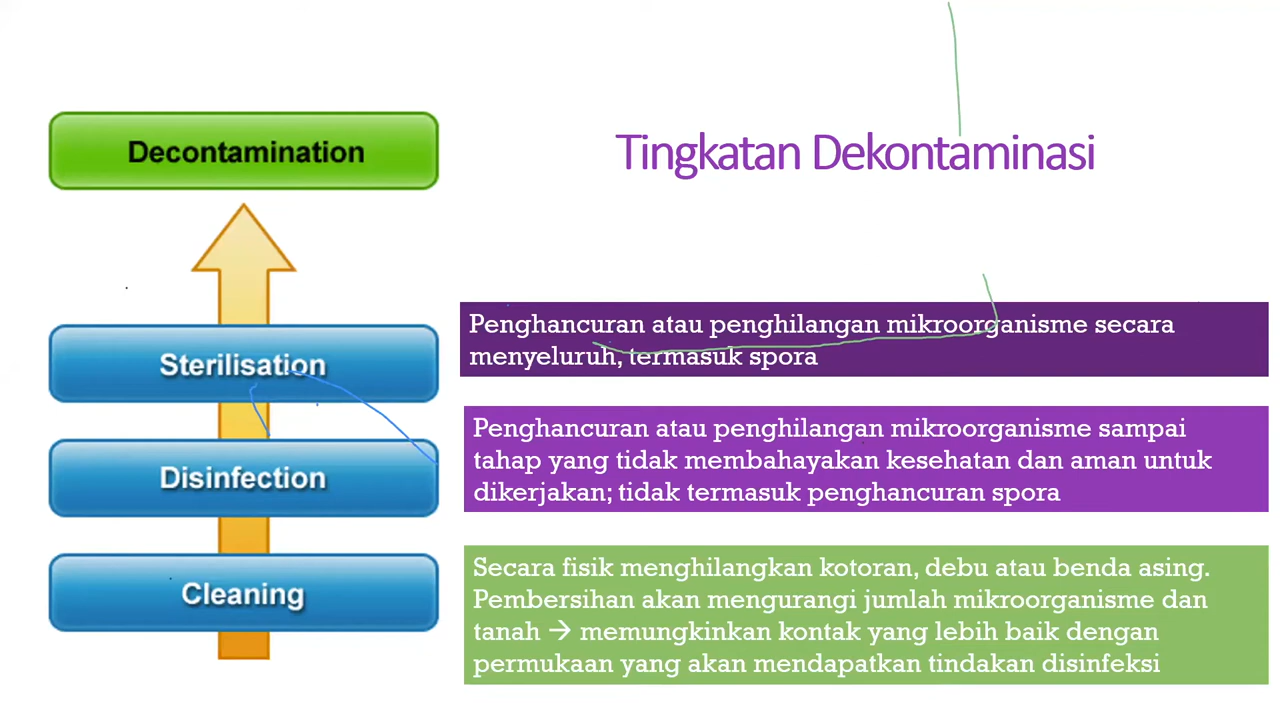 Decontamination
Tingkatan Dekontaminasi
Sterilisation
Penghancuran atau penghilangan mikroorganisme secara
menyeluruh, termasuk spora
Disinfection
Penghancuran atau penghilangan mikroorganisme sampai
tahap yang tidak membahayakan kesehatan dan aman untuk
dikerjakan; tidak termasuk penghancuran spora
Cleaning
Secara fisik menghilangkan kotoran, debu atau benda asing.
Pembersihan akan mengurangi jumlah mikroorganisme dan
tanah → memungkinkan kontak yang lebih baik dengan
permukaan yang akan mendapatkan tindakan disinfeksi